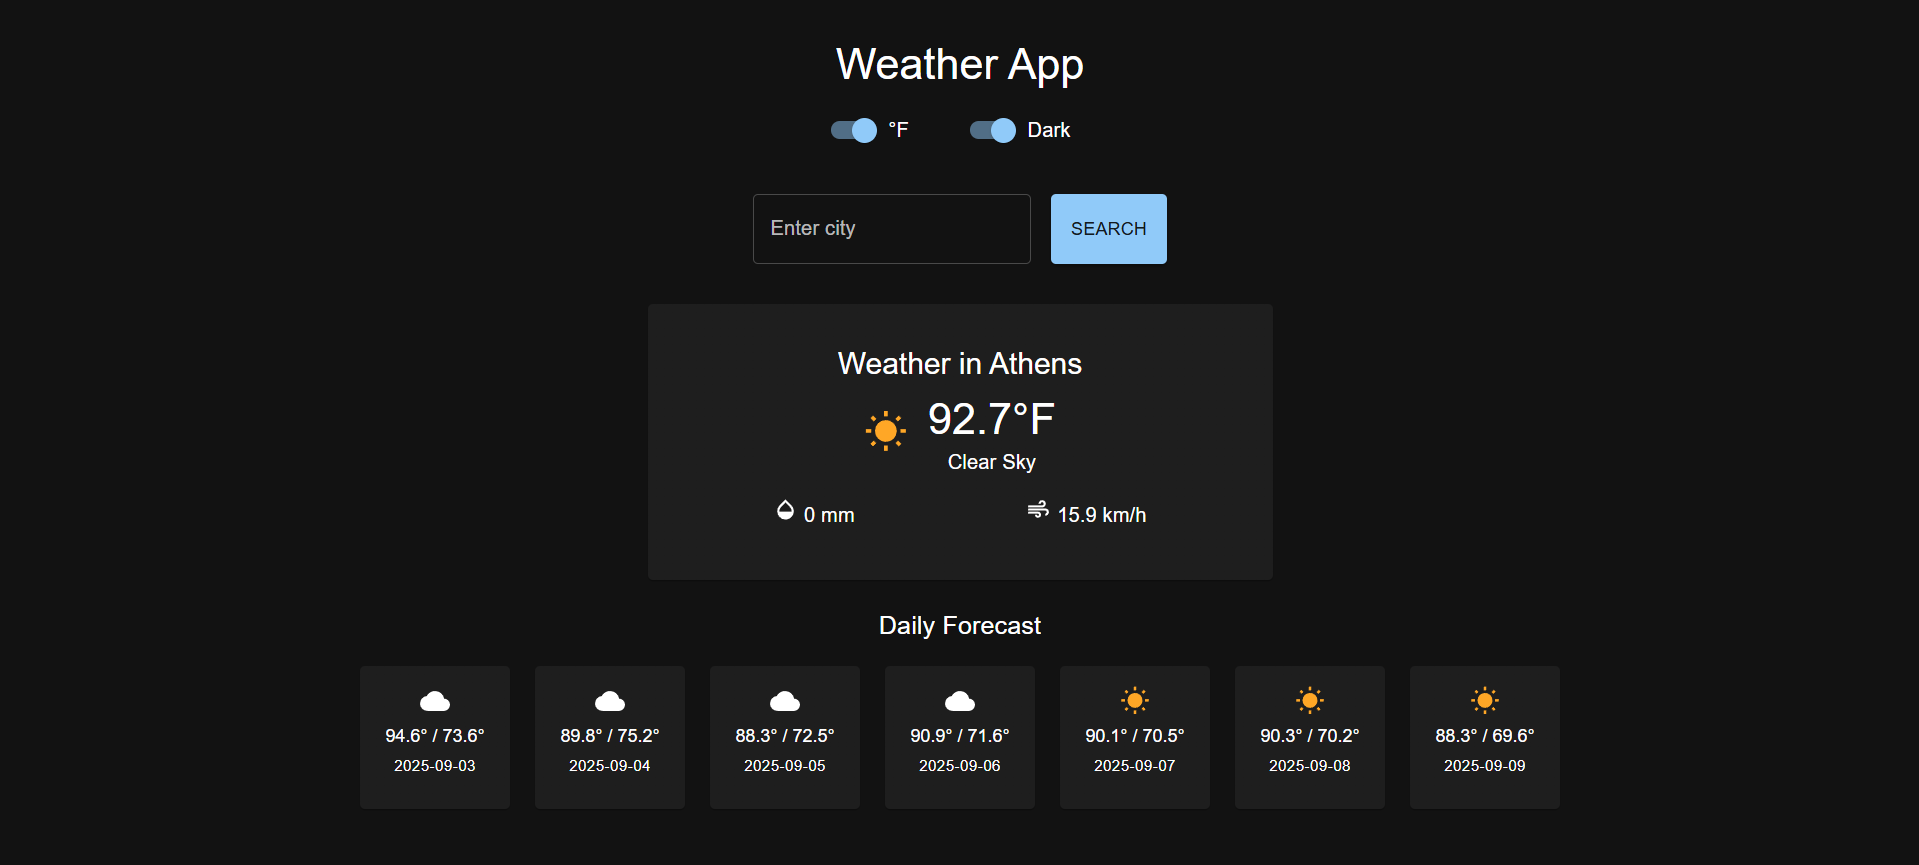 Weather App
°F Dark
Enter city SEARCH
Weather in Athens
92.7°F
Clear Sky
0 mm 15.9 km/h
Daily Forecast
94.6° / 73.6° 89.8° / 75.2° 88.3° / 72.5° 90.9° / 71.6° 90.1° / 70.5° 90.3° / 70.2° 88.3° / 69.6°
2025-09-03 2025-09-04 2025-09-05 2025-09-06 2025-09-07 2025-09-08 2025-09-09